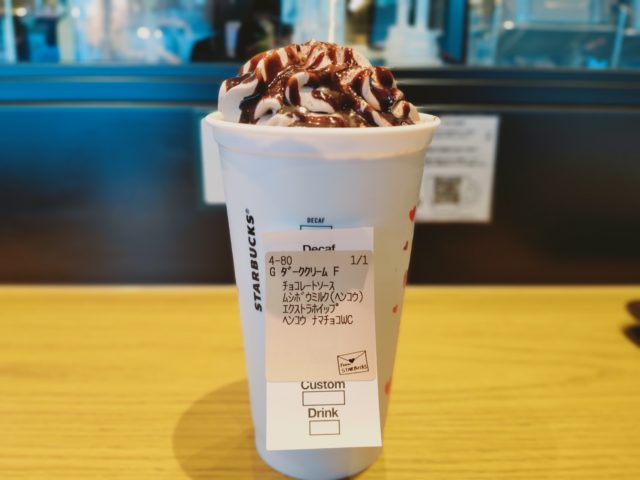 DECAF
STARBUCKS®
Decaf
4-80 1/1
G ﾀﾞｰｸｸﾘｰﾑ F
ﾁｮｺﾚｰﾄｿｰｽ
ﾑｼﾎﾞｳﾐﾙｸ(ﾍﾝｺｳ)
ｴｸｽﾄﾗﾎｲｯﾌﾟ
ﾍﾝｺｳ ﾅﾏﾁｮｺWC
From
STARBUCKS
Custom
Drink